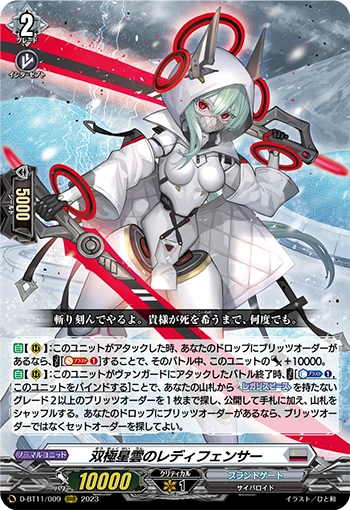 2
グレード
インターセプト
5000
シールド
斬り刻んでやるよ。貴様が死を希うまで、何度でも。
自【R】:このユニットがアタックした時、あなたのドロップにブリッツオーダーが
あるなら、【コスト】[CB1]することで、そのバトル中、このユニットのパワー+10000。
自【R】:このユニットがヴァンガードにアタックしたバトル終了時、【コスト】[CB1,
このユニットをバインドする]ことで、あなたの山札から レガリスピース を持たない
グレード2以上のブリッツオーダーを1枚まで探し、公開して手札に加え、山札を
シャッフルする。あなたのドロップにブリッツオーダーがあるなら、ブリッツオー
ダーではなくセットオーダーを探してよい。
ノーマルユニット
双極星雲のレディフェンサー
パワー
10000
クリティカル
1
ブラントゲート
サイバロイド
D-BT11/009 RRR 2023
イラスト/ひと和